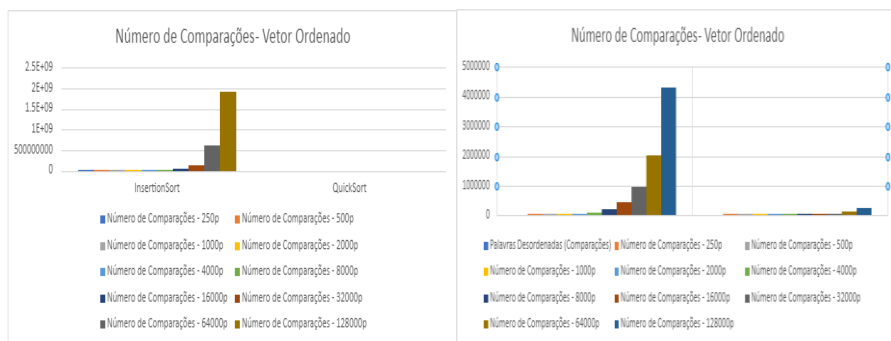 Número de Comparações- Vetor Ordenado
2.5E+09
2E+09
1.5E+09
1E+09
500000000
0
InsertionSort QuickSort
Número de Comparações - 250p Número de Comparações - 500p
Número de Comparações - 1000p Número de Comparações - 2000p
Número de Comparações - 4000p Número de Comparações - 8000p
Número de Comparações - 16000p Número de Comparações - 32000p
Número de Comparações - 64000p Número de Comparações - 128000p
Número de Comparações- Vetor Ordenado
5000000
4000000
3000000
2000000
1000000
0
Palavras Desordenadas (Comparações) Número de Comparações - 250p Número de Comparações - 500p
Número de Comparações - 1000p Número de Comparações - 2000p Número de Comparações - 4000p
Número de Comparações - 8000p Número de Comparações - 16000p Número de Comparações - 32000p
Número de Comparações - 64000p Número de Comparações - 128000p